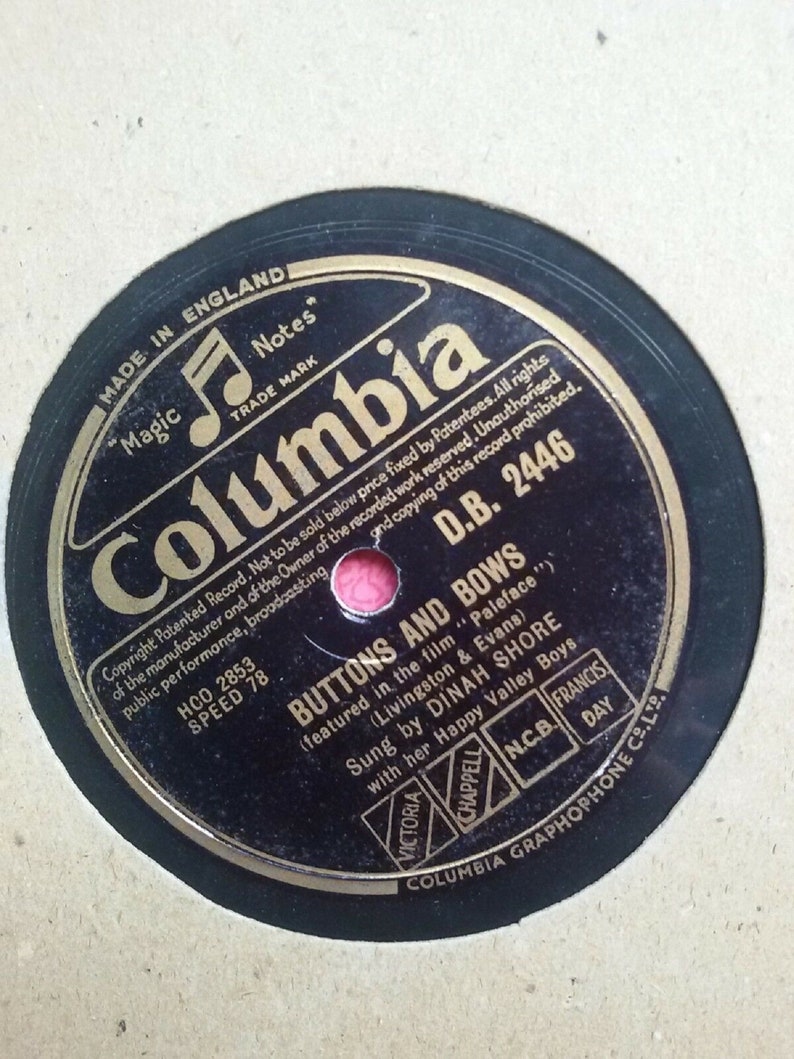 MADE IN ENGLAND
"Magic Notes"
TRADE MARK
Columbia
Copyright Patented Record. Not to be sold below price fixed by Patentees. All rights
of the manufacturer and of the Owner of the recorded work reserved. Unauthorised
public performance, broadcasting and copying of this record prohibited.
D.B. 2446
HCO 2853
SPEED 78
BUTTONS AND BOWS
(featured in the film "Paleface")
(Livingston & Evans)
Sung by DINAH SHORE
with her Happy Valley Boys
VICTORIA
CHAPPELL
N.C.B.
FRANCIS DAY
COLUMBIA GRAPHOPHONE CO. LTD.